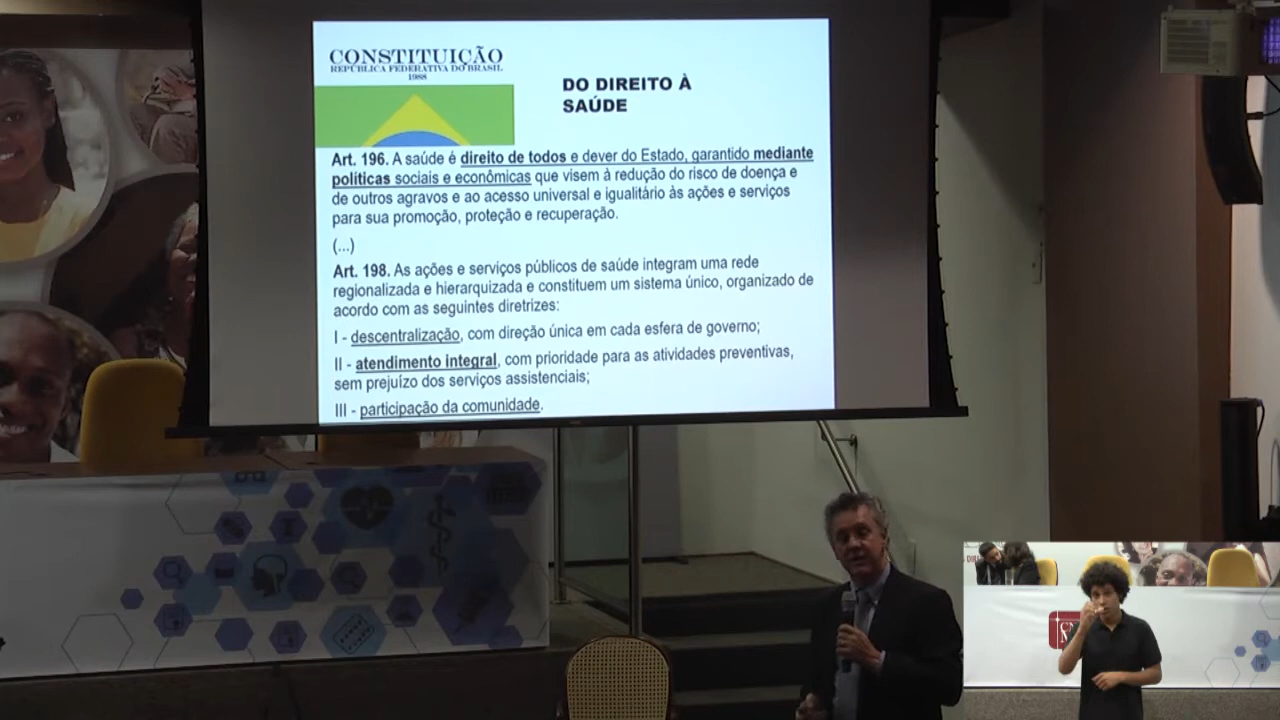 CONSTITUIÇÃO
REPÚBLICA FEDERATIVA DO BRASIL
1988
DO DIREITO À
SAÚDE
Art. 196. A saúde é direito de todos e dever do Estado, garantido mediante
políticas sociais e econômicas que visem à redução do risco de doença e
de outros agravos e ao acesso universal e igualitário às ações e serviços
para sua promoção, proteção e recuperação.
(...)
Art. 198. As ações e serviços públicos de saúde integram uma rede
regionalizada e hierarquizada e constituem um sistema único, organizado de
acordo com as seguintes diretrizes:
I - descentralização, com direção única em cada esfera de governo;
II - atendimento integral, com prioridade para as atividades preventivas,
sem prejuízo dos serviços assistenciais;
III - participação da comunidade.